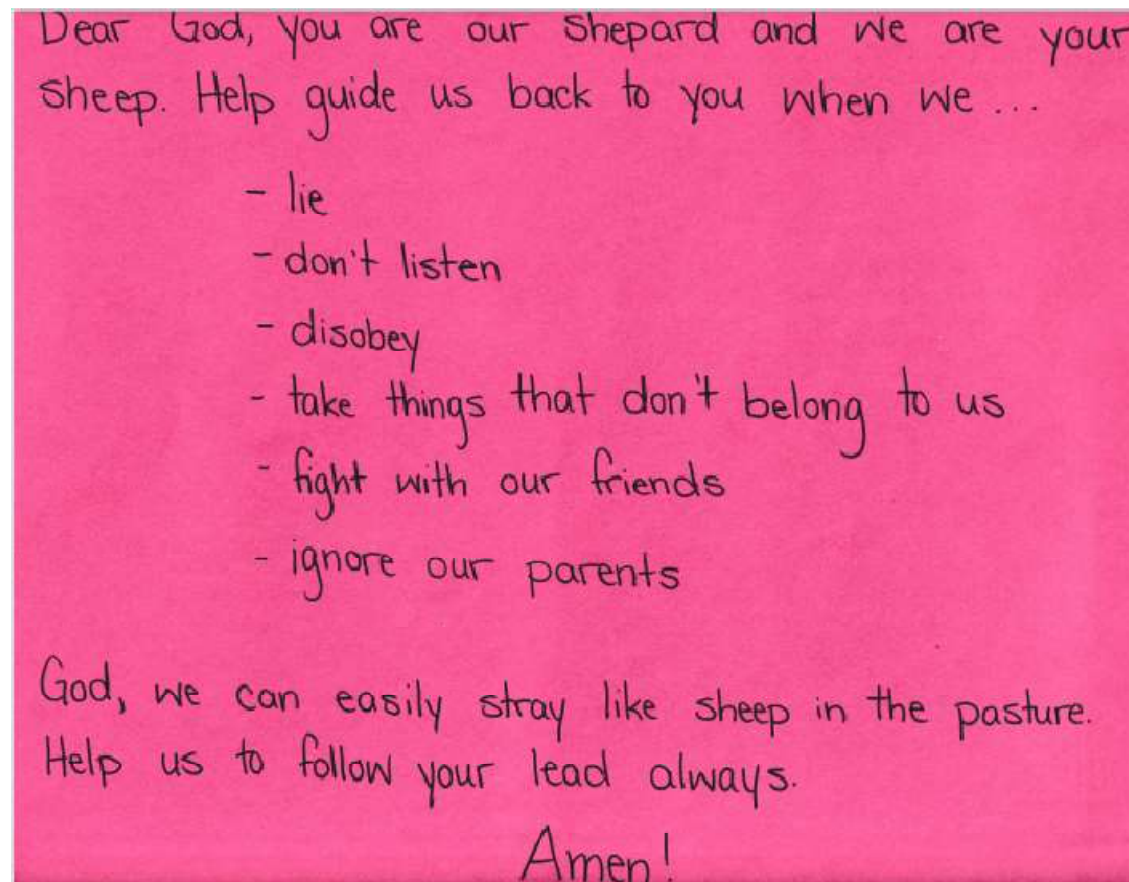 Dear God, you are our Shepard and we are your
sheep. Help guide us back to you when we ...
- lie
- don't listen
- disobey
- take things that don't belong to us
- fight with our friends
- ignore our parents
God, we can easily stray like sheep in the pasture.
Help us to follow your lead always.
Amen!